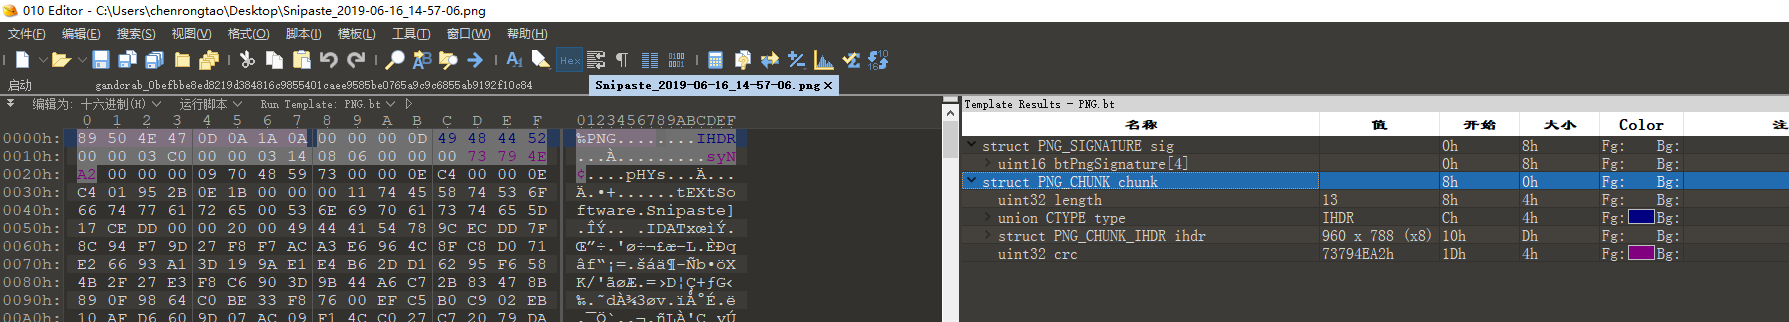 010 Editor - C:\Users\chenrongtao\Desktop\Snipaste_2019-06-16_14-57-06.png
文件(F) 编辑(E) 搜索(S) 视图(V) 格式(O) 脚本(I) 模板(L) 工具(T) 窗口(W) 帮助(H)
启动 gandcrab_0befbbe8ed8219d384816c9855401caee9585be0765a9c9c6855ab9192f10c84 Snipaste_2019-06-16_14-57-06.png
编辑为: 十六进制(H) 运行脚本 Run Template: PNG.bt
0 1 2 3 4 5 6 7 8 9 A B C D E F 0123456789ABCDEF
0000h: 89 50 4E 47 0D 0A 1A 0A 00 00 00 0D 49 48 44 52 ‰PNG........IHDR
0010h: 00 00 03 C0 00 00 03 14 08 06 00 00 00 73 79 4E ...À.........syN
0020h: A2 00 00 00 09 70 48 59 73 00 00 0E C4 00 00 0E ¢....pHYs...Ä...
0030h: C4 01 95 2B 0E 1B 00 00 00 11 74 45 58 74 53 6F Ä.•+......tEXtSo
0040h: 66 74 77 61 72 65 00 53 6E 69 70 61 73 74 65 5D ftware.Snipaste]
0050h: 17 CE DD 00 00 20 00 49 44 41 54 78 9C EC DD 7F .ÎÝ.. .IDATxœìÝ.
0060h: 8C 94 F7 9D 27 F8 F7 AC A3 E6 96 4C 8F C8 D0 71 Œ”÷.'ø÷¬£æ–L.ÈÐq
0070h: E2 66 93 A1 3D 19 9A E1 E4 B6 2D D1 62 95 F6 58 âf“¡=.šáä¶-Ñb•öX
0080h: 4B 2F 27 E3 F8 C6 90 3D 9B 44 A6 C7 2B 83 47 8B K/'ãøÆ.=›D¦Ç+ƒG‹
0090h: 89 0F 98 64 C0 BE 33 F8 76 00 EF C5 B0 C9 02 EB ‰.˜dÀ¾3øv.ïÅ°É.ë
00A0h: 10 AF D6 60 9D 07 AC 09 F1 4C C0 27 C7 20 79 DA .¯Ö`..¬.ñLÀ'Ç yÚ
Template Results - PNG.bt
名称 值 开始 大小 Color 注
struct PNG_SIGNATURE sig 0h 8h Fg: Bg:
uint16 btPngSignature[4] 0h 8h Fg: Bg:
struct PNG_CHUNK chunk 8h 0h Fg: Bg:
uint32 length 13 8h 4h Fg: Bg:
union CTYPE type IHDR Ch 4h Fg: Bg:
struct PNG_CHUNK_IHDR ihdr 960 x 788 (x8) 10h Dh Fg: Bg:
uint32 crc 73794EA2h 1Dh 4h Fg: Bg: